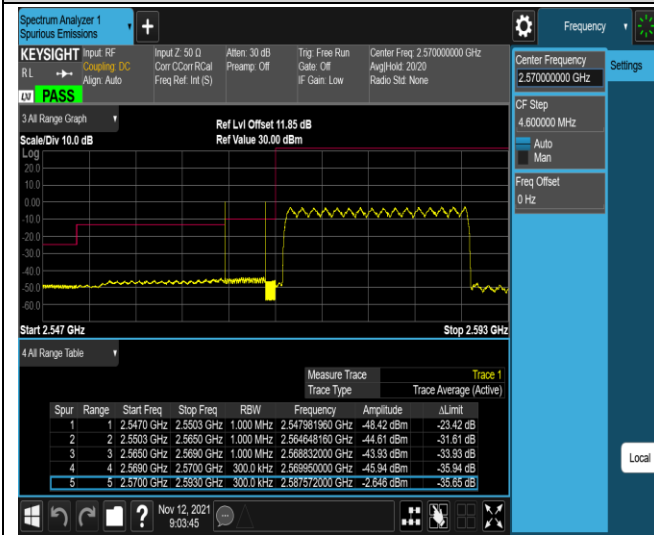 Spectrum Analyzer 1
Spurious Emissions
+
Frequency
KEYSIGHT
R L
LXI PASS
Input: RF
Coupling: DC
Align: Auto
Input Z: 50 Ω
Corr CCorr RCal
Freq Ref: Int (S)
Atten: 30 dB
Preamp: Off
Trig: Free Run
Gate: Off
IF Gain: Low
Center Freq: 2.570000000 GHz
Avg|Hold: 20/20
Radio Std: None
3 All Range Graph
Scale/Div 10.0 dB
Ref Lvl Offset 11.85 dB
Ref Value 30.00 dBm
Log
20.0
10.0
0.00
-10.0
-20.0
-30.0
-40.0
-50.0
-60.0
Start 2.547 GHz
Stop 2.593 GHz
4 All Range Table
Measure Trace Trace 1
Trace Type Trace Average (Active)
Spur Range Start Freq Stop Freq RBW Frequency Amplitude ΔLimit
1 1 2.5470 GHz 2.5503 GHz 1.000 MHz 2.547981960 GHz -48.42 dBm -23.42 dB
2 2 2.5503 GHz 2.5650 GHz 1.000 MHz 2.564648160 GHz -44.61 dBm -31.61 dB
3 3 2.5650 GHz 2.5690 GHz 1.000 MHz 2.568832000 GHz -43.93 dBm -33.93 dB
4 4 2.5690 GHz 2.5700 GHz 300.0 kHz 2.569950000 GHz -45.94 dBm -35.94 dB
5 5 2.5700 GHz 2.5930 GHz 300.0 kHz 2.587572000 GHz -2.646 dBm -35.65 dB
?
Nov 12, 2021
9:03:45
Center Frequency
2.570000000 GHz
CF Step
4.600000 MHz
Auto
Man
Freq Offset
0 Hz
Settings
Local